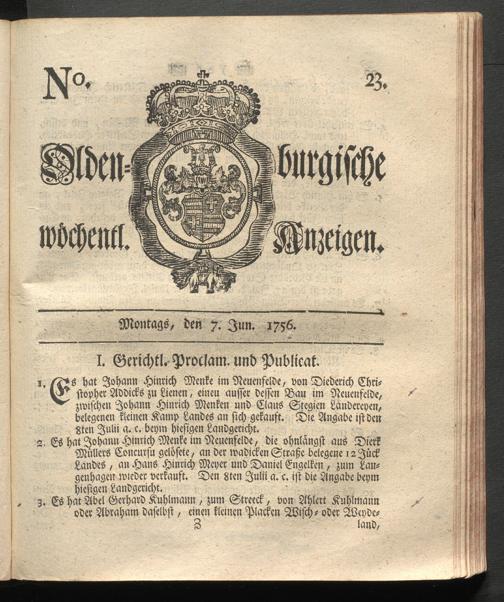 No. 23.
Olden- burgische
wöchentl. Anzeigen.
Montags, den 7. Jun. 1756.
I. Gerichtl. Proclam. und Publicat.
1. Es hat Johann Hinrich Menke im Neuenfelde, von Diederich Chri-
stopher Addicks zu Lienen, einen ausser dessen Bau im Neuenfelde,
zwischen Johann Hinrich Menken und Claus Stegien Ländereyen,
belegenen kleinen Kamp Landes an sich gekauft. Die Angabe ist den
8ten Julii a. c. beym hiesigen Landgericht.
2. Es hat Johann Hinrich Menke im Neuenfelde, die ohnlängst aus Dierk
Müllers Concursu gelösete, an der wadicken Straße belegene 12 Jück
Landes, an Hans Hinrich Meyer und Daniel Engelken, zum Lau-
genhagen wieder verkauft. Den 8ten Julii a. c. ist die Angabe beym
hiesigen Landgericht.
3. Es hat Abel Gerhard Kuhlmann, zum Streeck, von Ahlert Kuhlmann
oder Abraham daselbst, einen kleinen Placken Wisch- oder Weyde-
Z land,